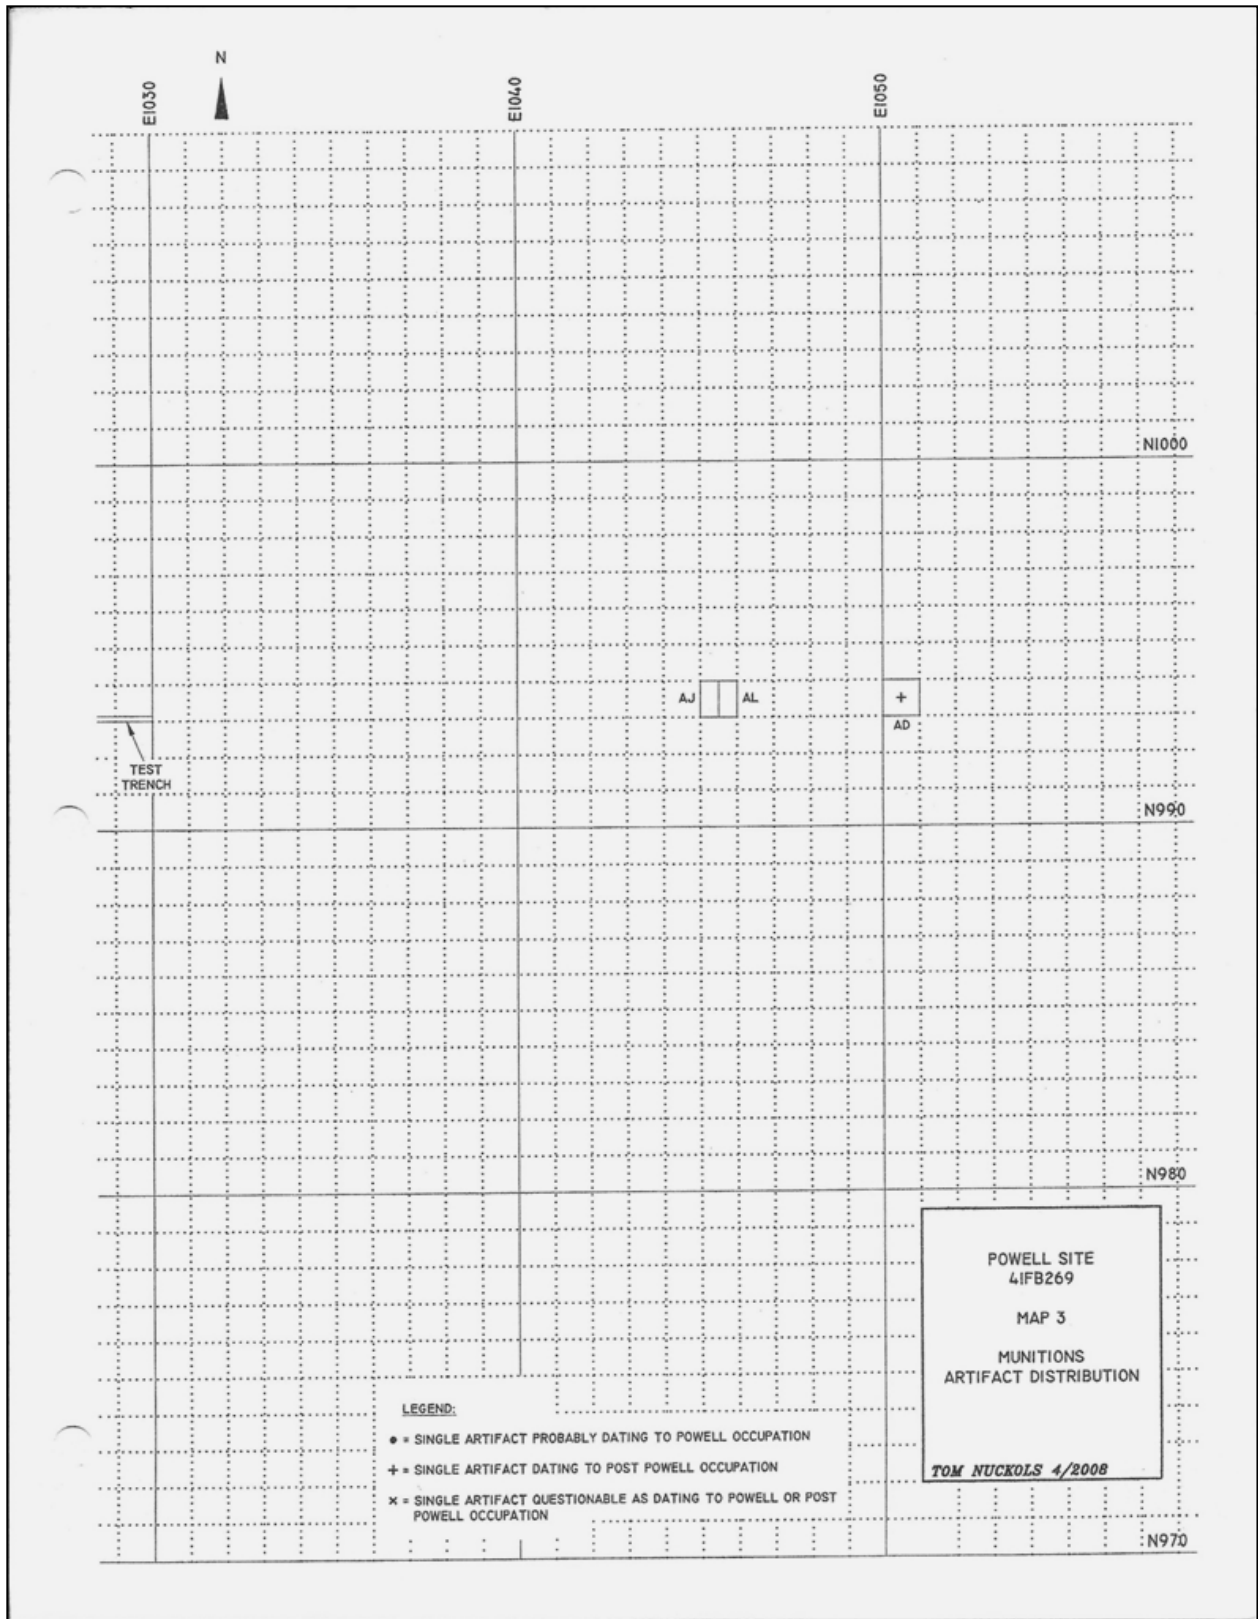 N
E1030
E1040
E1050
N1000
AJ
AL
AD
TEST
TRENCH
N990
N980
POWELL SITE
41FB269
MAP 3
MUNITIONS
ARTIFACT DISTRIBUTION
TOM NUCKOLS 4/2008
LEGEND:
● = SINGLE ARTIFACT PROBABLY DATING TO POWELL OCCUPATION
+ = SINGLE ARTIFACT DATING TO POST POWELL OCCUPATION
× = SINGLE ARTIFACT QUESTIONABLE AS DATING TO POWELL OR POST
POWELL OCCUPATION
N970